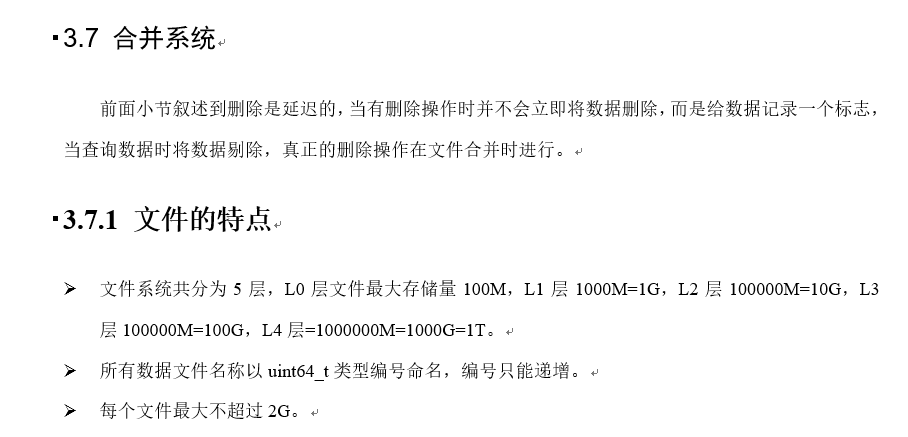 3.7 合并系统
前面小节叙述到删除是延迟的，当有删除操作时并不会立即将数据删除，而是给数据记录一个标志，
当查询数据时将数据剔除，真正的删除操作在文件合并时进行。
3.7.1 文件的特点
➢ 文件系统共分为 5 层，L0 层文件最大存储量 100M，L1 层 1000M=1G，L2 层 100000M=10G，L3
层 100000M=100G，L4 层=1000000M=1000G=1T。
➢ 所有数据文件名称以 uint64_t 类型编号命名，编号只能递增。
➢ 每个文件最大不超过 2G。